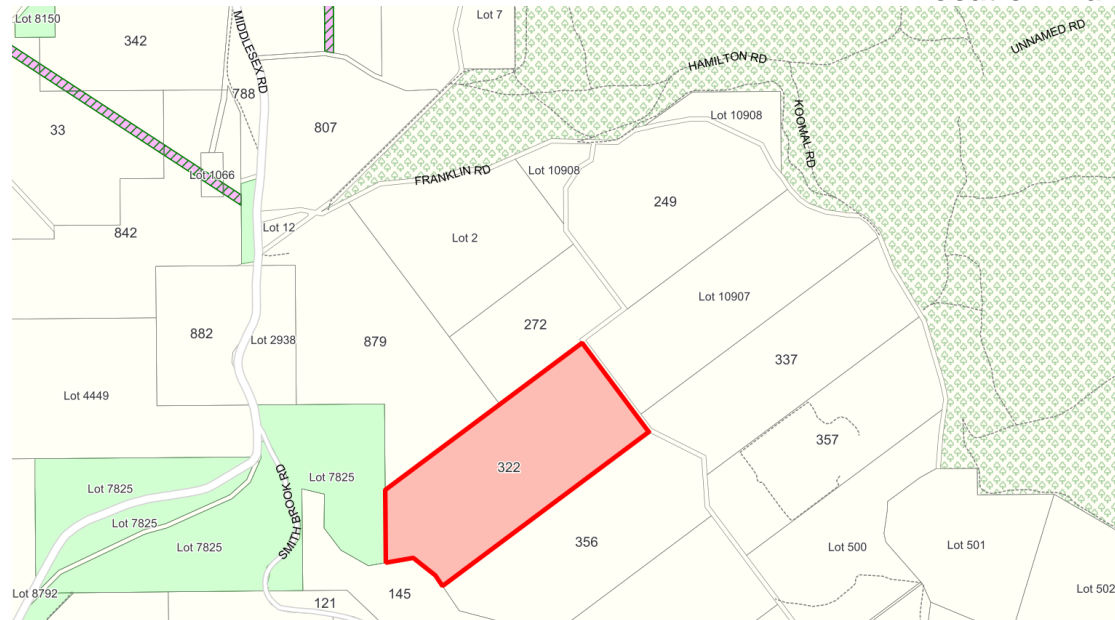 Lot 8150
342
MIDDLESEX RD
Lot 7
HAMILTON RD
UNNAMED RD
788
33
807
Lot 10908
KOOMAL RD
Lot 1066
FRANKLIN RD
Lot 10908
249
842
Lot 12
Lot 2
Lot 10907
882
Lot 2938
879
272
337
Lot 4449
357
322
Lot 7825
Lot 7825
Lot 7825
Lot 7825
SMITH BROOK RD
356
Lot 500
Lot 501
Lot 502
Lot 8792
121
145